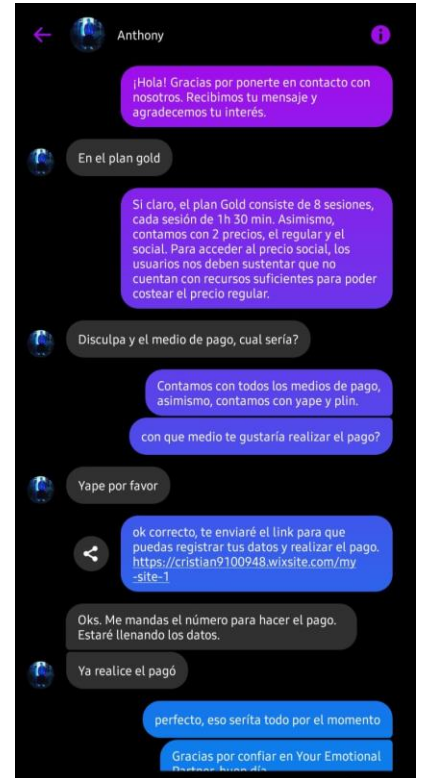 Anthony
¡Hola! Gracias por ponerte en contacto con
nosotros. Recibimos tu mensaje y
agradecemos tu interés.
En el plan gold
Si claro, el plan Gold consiste de 8 sesiones,
cada sesión de 1h 30 min. Asimismo,
contamos con 2 precios, el regular y el
social. Para acceder al precio social, los
usuarios nos deben sustentar que no
cuentan con recursos suficientes para poder
costear el precio regular.
Disculpa y el medio de pago, cual sería?
Contamos con todos los medios de pago,
asimismo, contamos con yape y plin.
con que medio te gustaría realizar el pago?
Yape por favor
ok correcto, te enviaré el link para que
puedas registrar tus datos y realizar el pago.
https://cristian9100948.wixsite.com/my
-site-1
Oks. Me mandas el número para hacer el pago.
Estaré llenando los datos.
Ya realice el pagó
perfecto, eso seríta todo por el momento
Gracias por confiar en Your Emotional
Partner, buen día